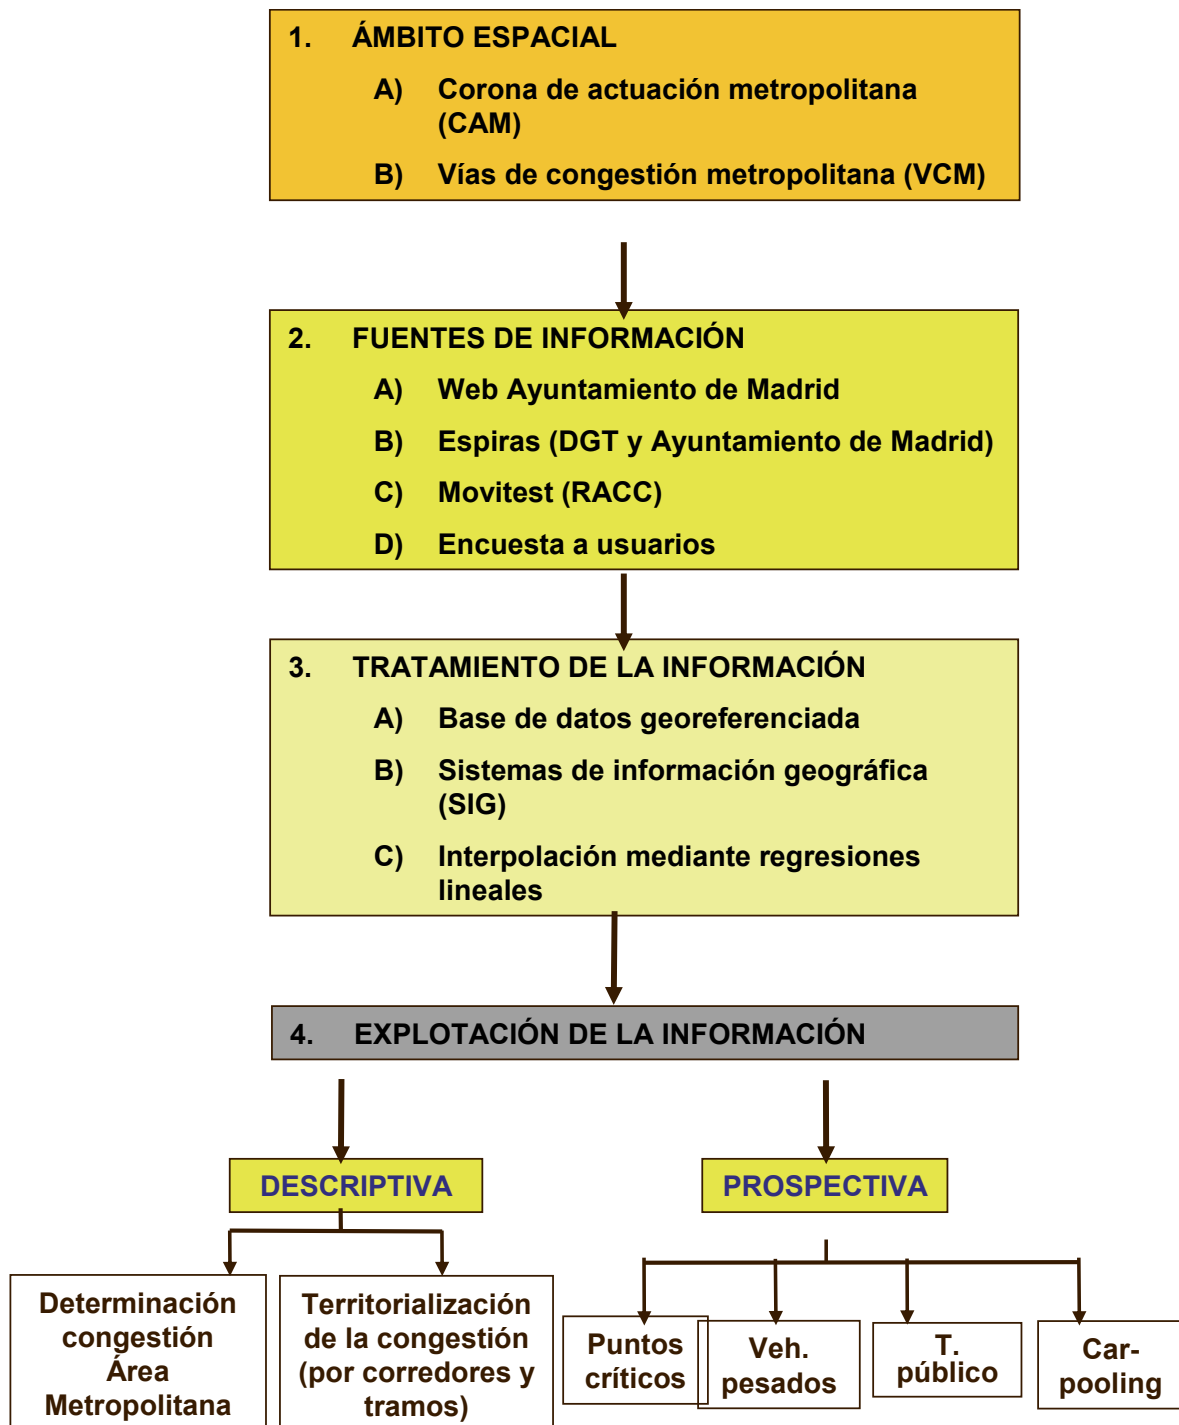 1. ÁMBITO ESPACIAL
A) Corona de actuación metropolitana
(CAM)
B) Vías de congestión metropolitana (VCM)
2. FUENTES DE INFORMACIÓN
A) Web Ayuntamiento de Madrid
B) Espiras (DGT y Ayuntamiento de Madrid)
C) Movitest (RACC)
D) Encuesta a usuarios
3. TRATAMIENTO DE LA INFORMACIÓN
A) Base de datos georeferenciada
B) Sistemas de información geográfica
(SIG)
C) Interpolación mediante regresiones
lineales
4. EXPLOTACIÓN DE LA INFORMACIÓN
DESCRIPTIVA
PROSPECTIVA
Determinación
congestión
Área
Metropolitana
Territorialización
de la congestión
(por corredores y
tramos)
Puntos
críticos
Veh.
pesados
T.
público
Car-
pooling